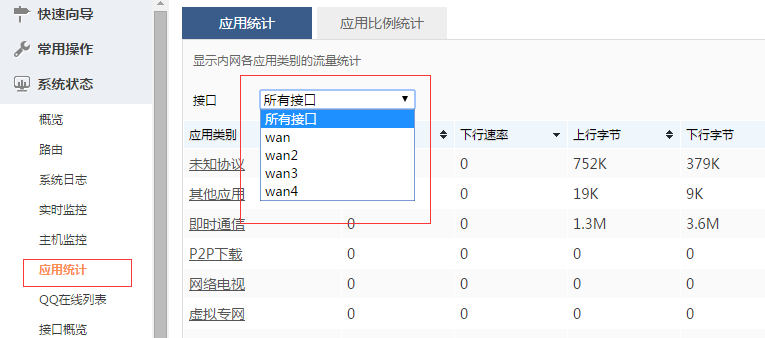 快速向导
常用操作
系统状态
概览
路由
系统日志
实时监控
主机监控
应用统计
QQ在线列表
接口概览
应用统计 应用比例统计
显示内网各应用类别的流量统计
接口 所有接口
所有接口
wan
wan2
wan3
wan4
应用类别 下行速率 上行字节 下行字节
未知协议 0 752K 379K
其他应用 0 19K 9K
即时通信 0 0 1.3M 3.6M
P2P下载 0 0 0 0
网络电视 0 0 0 0
虚拟专网 0 0 0 0